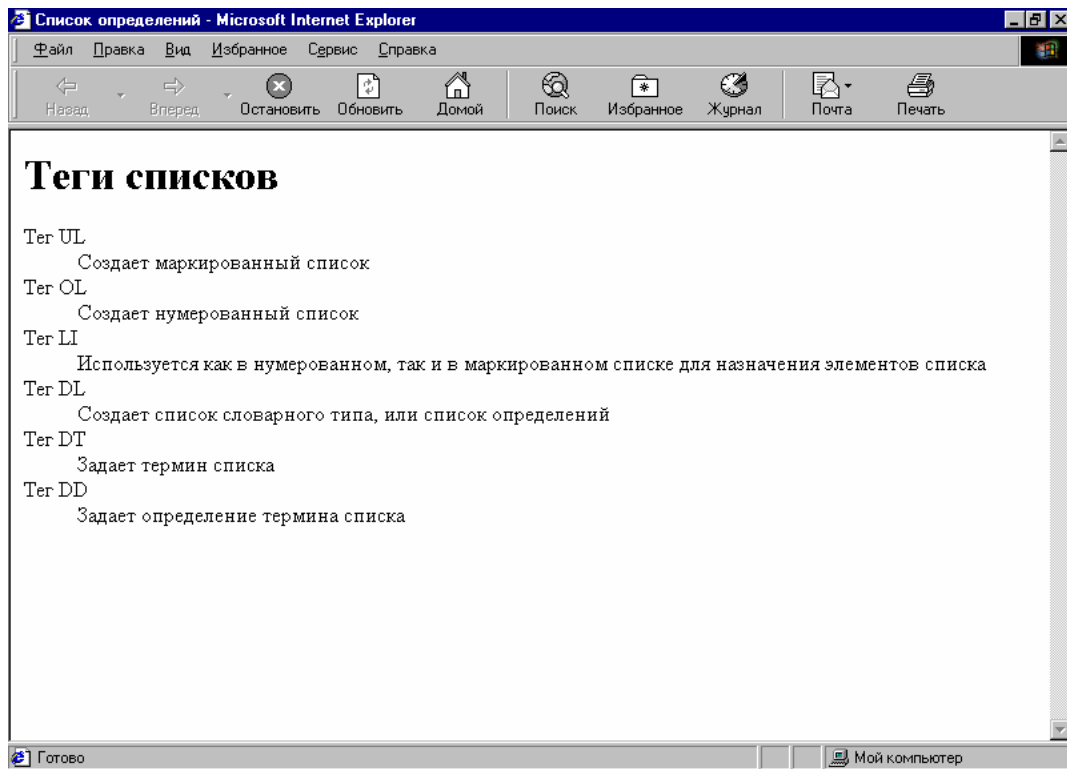 Список определений - Microsoft Internet Explorer
Файл Правка Вид Избранное Сервис Справка
Назад Вперед Остановить Обновить Домой Поиск Избранное Журнал Почта Печать
Теги списков
Тег UL
Создает маркированный список
Тег OL
Создает нумерованный список
Тег LI
Используется как в нумерованном, так и в маркированном списке для назначения элементов списка
Тег DL
Создает список словарного типа, или список определений
Тег DT
Задает термин списка
Тег DD
Задает определение термина списка
Готово Мой компьютер